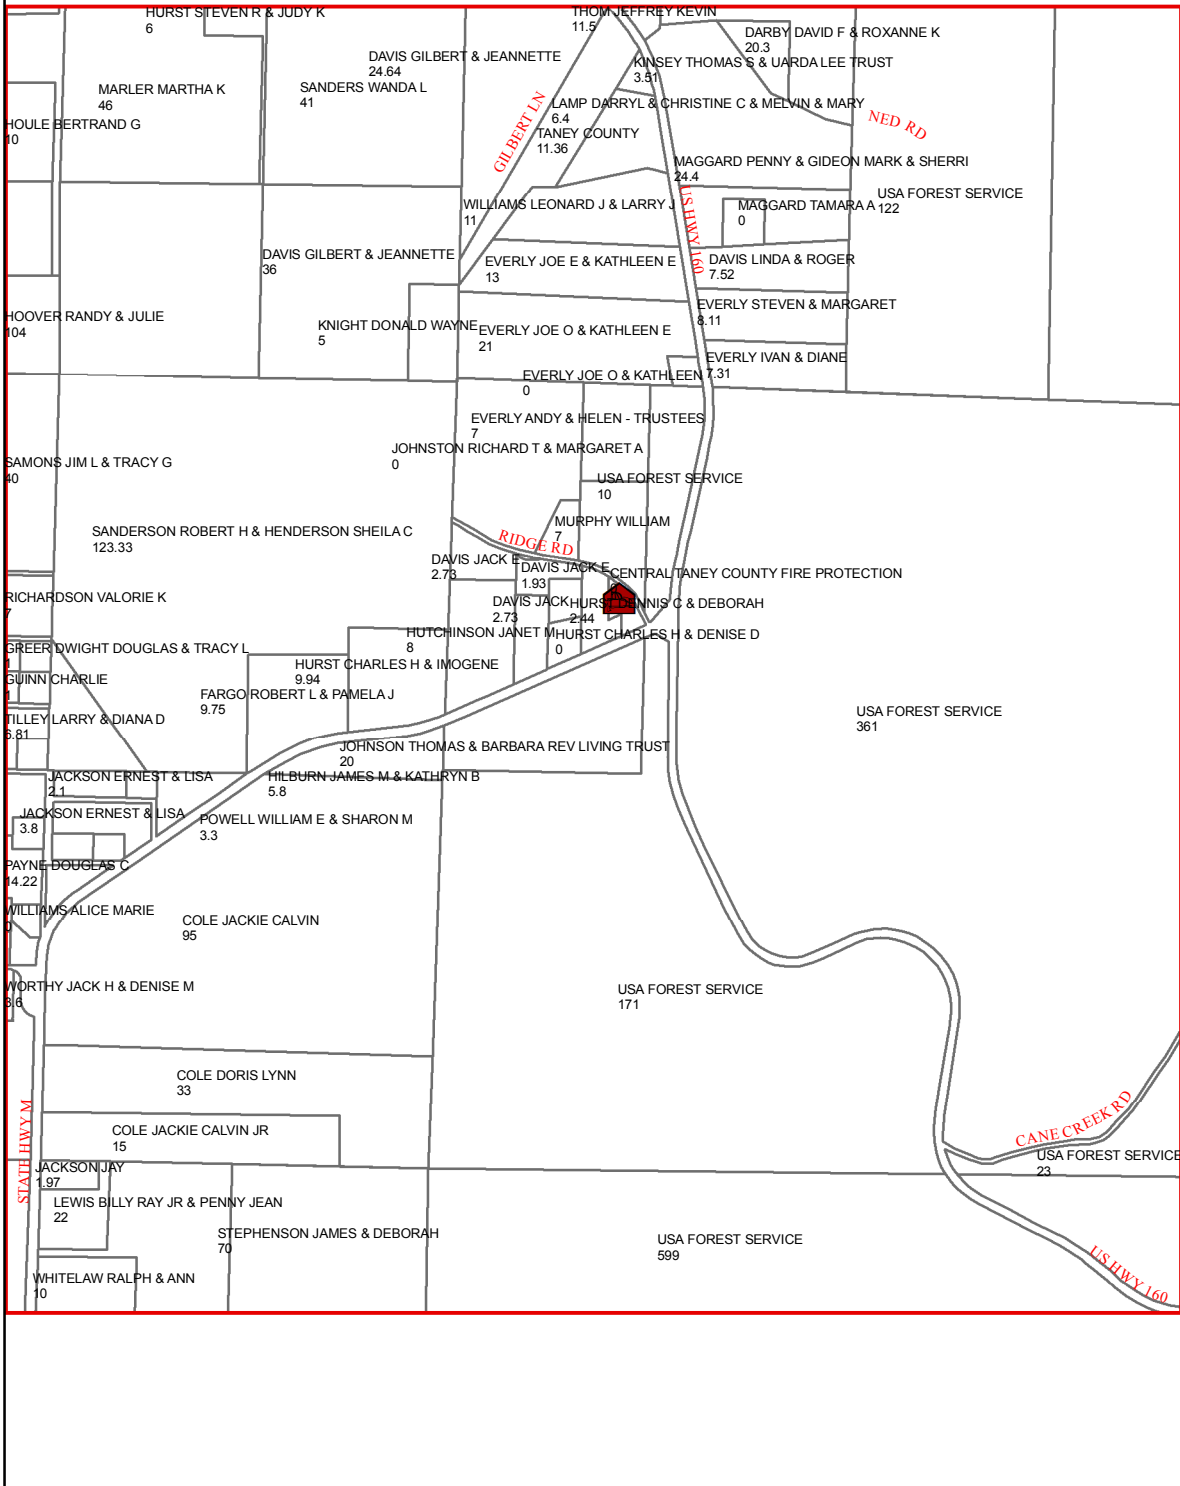 HURST STEVEN R & JUDY K
6
THOM JEFFREY KEVIN
11.5
DARBY DAVID F & ROXANNE K
20.3
DAVIS GILBERT & JEANNETTE
24.64
KINSEY THOMAS S & UARDA LEE TRUST
3.51
MARLER MARTHA K
46
SANDERS WANDA L
41
GILBERT LN
LAMP DARRYL & CHRISTINE C & MELVIN & MARY
6.4
NED RD
HOULE BERTRAND G
10
TANEY COUNTY
11.36
MAGGARD PENNY & GIDEON MARK & SHERRI
24.4
USA FOREST SERVICE
122
WILLIAMS LEONARD J & LARRY J
11
MAGGARD TAMARA A
0
US HWY 160
DAVIS GILBERT & JEANNETTE
36
EVERLY JOE E & KATHLEEN E
13
DAVIS LINDA & ROGER
7.52
EVERLY STEVEN & MARGARET
8.11
HOOVER RANDY & JULIE
104
KNIGHT DONALD WAYNE
5
EVERLY JOE O & KATHLEEN E
21
EVERLY IVAN & DIANE
7.31
EVERLY JOE O & KATHLEEN
0
EVERLY ANDY & HELEN - TRUSTEES
7
JOHNSTON RICHARD T & MARGARET A
0
SAMONS JIM L & TRACY G
40
USA FOREST SERVICE
10
SANDERSON ROBERT H & HENDERSON SHEILA C
123.33
MURPHY WILLIAM
7
RIDGE RD
DAVIS JACK E
2.73
DAVIS JACK E
1.93
CENTRAL TANEY COUNTY FIRE PROTECTION
RICHARDSON VALORIE K
7
DAVIS JACK
2.73
HURST DENNIS C & DEBORAH
2.44
HUTCHINSON JANET M
8
HURST CHARLES H & DENISE D
0
GREER DWIGHT DOUGLAS & TRACY L
1
HURST CHARLES H & IMOGENE
9.94
GUINN CHARLIE
1
FARGO ROBERT L & PAMELA J
9.75
TILLEY LARRY & DIANA D
6.81
USA FOREST SERVICE
361
JOHNSON THOMAS & BARBARA REV LIVING TRUST
20
JACKSON ERNEST & LISA
2.1
HILBURN JAMES M & KATHRYN B
5.8
JACKSON ERNEST & LISA
3.8
POWELL WILLIAM E & SHARON M
3.3
PAYNE DOUGLAS C
14.22
WILLIAMS ALICE MARIE
0
COLE JACKIE CALVIN
95
WORTHY JACK H & DENISE M
3.6
USA FOREST SERVICE
171
COLE DORIS LYNN
33
STATE HWY M
COLE JACKIE CALVIN JR
15
CANE CREEK RD
USA FOREST SERVICE
23
JACKSON JAY
1.97
LEWIS BILLY RAY JR & PENNY JEAN
22
STEPHENSON JAMES & DEBORAH
70
USA FOREST SERVICE
599
US HWY 160
WHITELAW RALPH & ANN
10